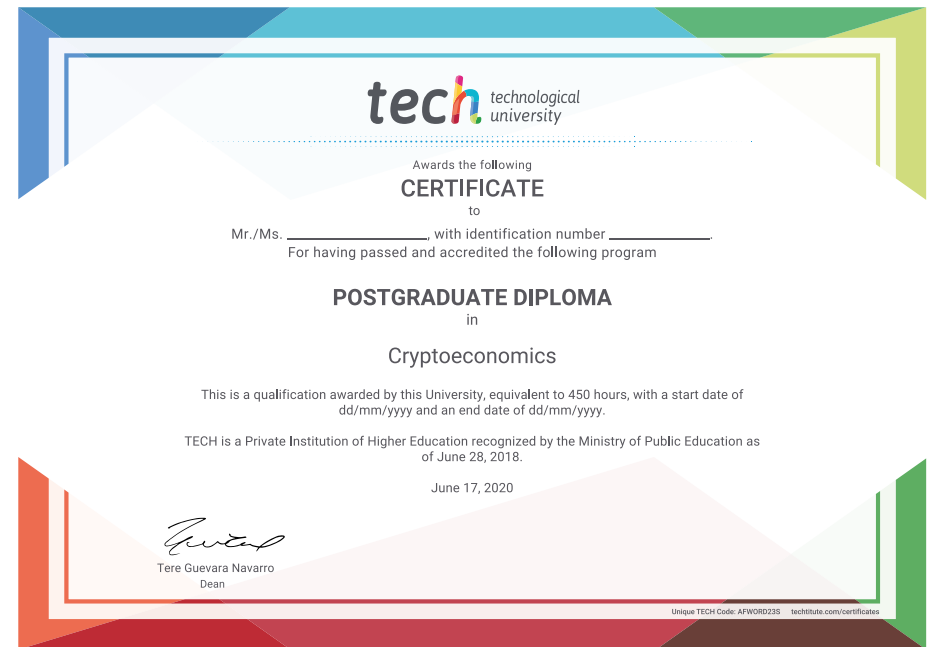 tech technological
university
Awards the following
CERTIFICATE
to
Mr./Ms. ____________________, with identification number ______________.
For having passed and accredited the following program
POSTGRADUATE DIPLOMA
in
Cryptoeconomics
This is a qualification awarded by this University, equivalent to 450 hours, with a start date of
dd/mm/yyyy and an end date of dd/mm/yyyy.
TECH is a Private Institution of Higher Education recognized by the Ministry of Public Education as
of June 28, 2018.
June 17, 2020
Tere Guevara Navarro
Dean
Unique TECH Code: AFWORD23S techtitute.com/certificates